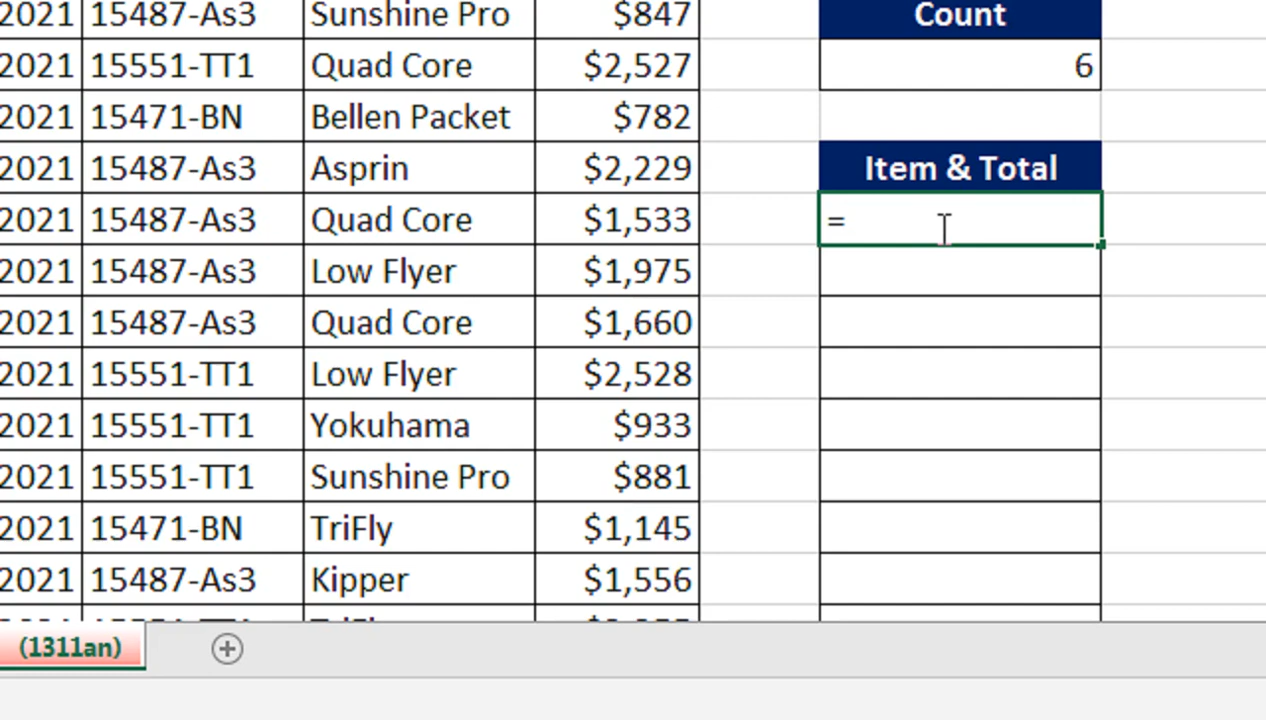 2021 15487-As3 Sunshine Pro $847 Count
2021 15551-TT1 Quad Core $2,527 6
2021 15471-BN Bellen Packet $782
2021 15487-As3 Asprin $2,229 Item & Total
2021 15487-As3 Quad Core $1,533 =
2021 15487-As3 Low Flyer $1,975
2021 15487-As3 Quad Core $1,660
2021 15551-TT1 Low Flyer $2,528
2021 15551-TT1 Yokuhama $933
2021 15551-TT1 Sunshine Pro $881
2021 15471-BN TriFly $1,145
2021 15487-As3 Kipper $1,556
(1311an)